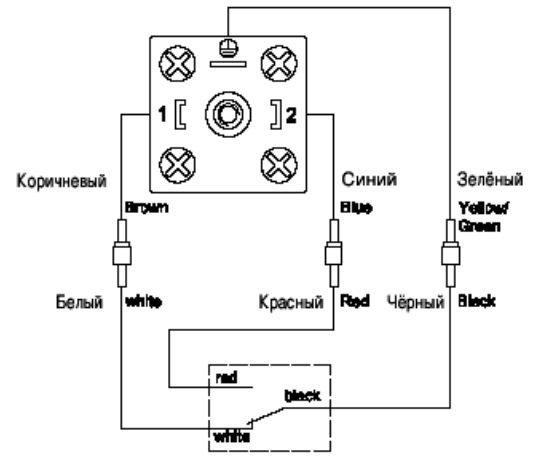 1 2
Коричневый Синий Зелёный
Brown Blue Yellow/
Green
Белый white Красный Red Чёрный Black
red
black
white